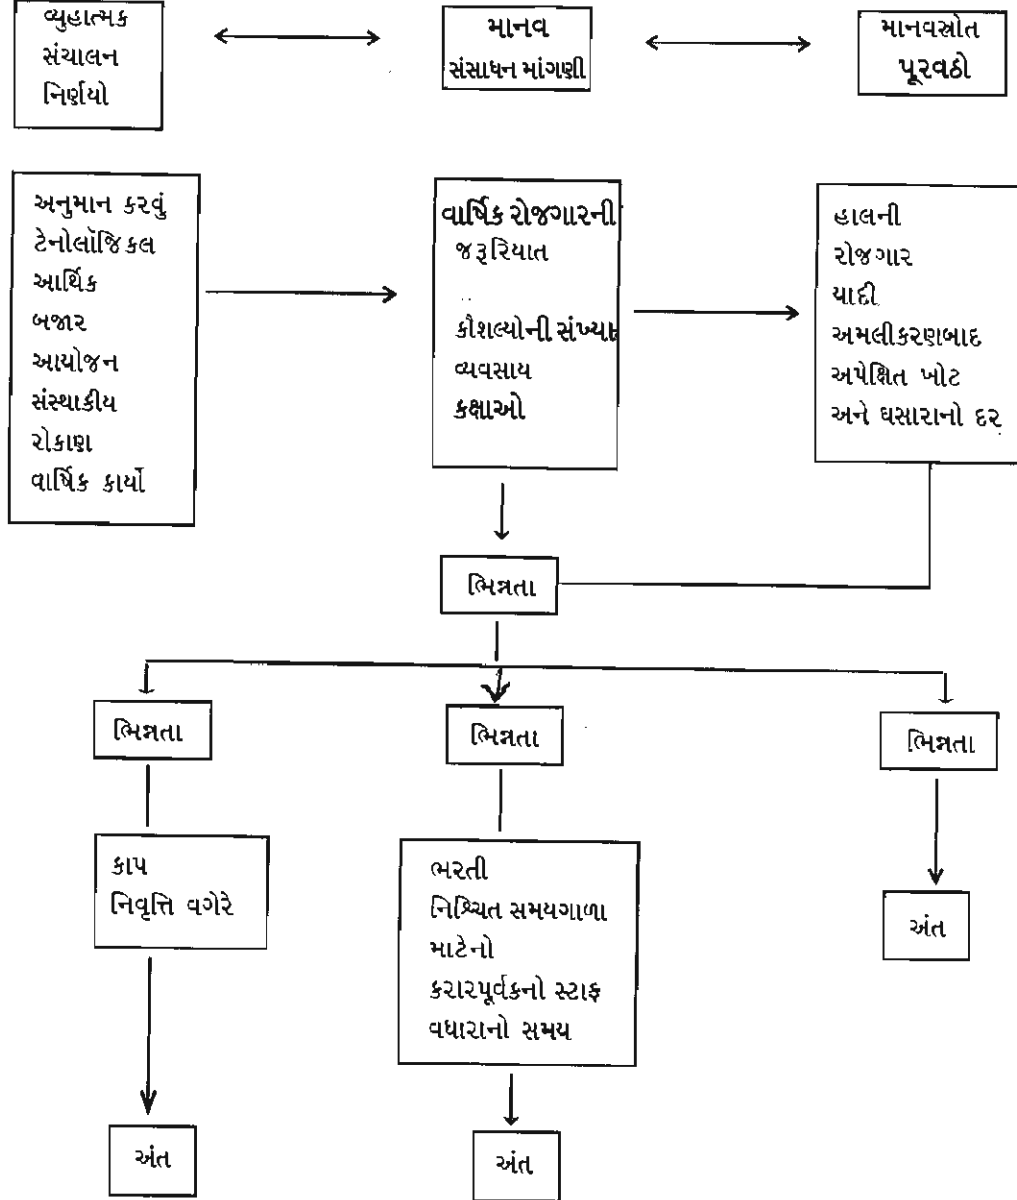 વ્યુહાત્મક
સંચાલન
નિર્ણયો
માનવ
સંસાધન માંગણી
માનવસ્રોત
પૂરવઠો
અનુમાન કરવું
ટેનોલૉજિકલ
આર્થિક
બજાર
આયોજન
સંસ્થાકીય
રોકાણ
વાર્ષિક કાર્યો
વાર્ષિક રોજગારની
જરૂરિયાત
કૌશલ્યોની સંખ્યા
વ્યવસાય
કક્ષાઓ
હાલની
રોજગાર
યાદી
અમલીકરણબાદ
અપેક્ષિત ખોટ
અને ઘસારાનો દર
ભિન્નતા
ભિન્નતા
ભિન્નતા
ભિન્નતા
કાપ
નિવૃત્તિ વગેરે
ભરતી
નિશ્ચિત સમયગાળા
માટેનો
કરારપૂર્વકનો સ્ટાફ
વધારાનો સમય
અંત
અંત
અંત